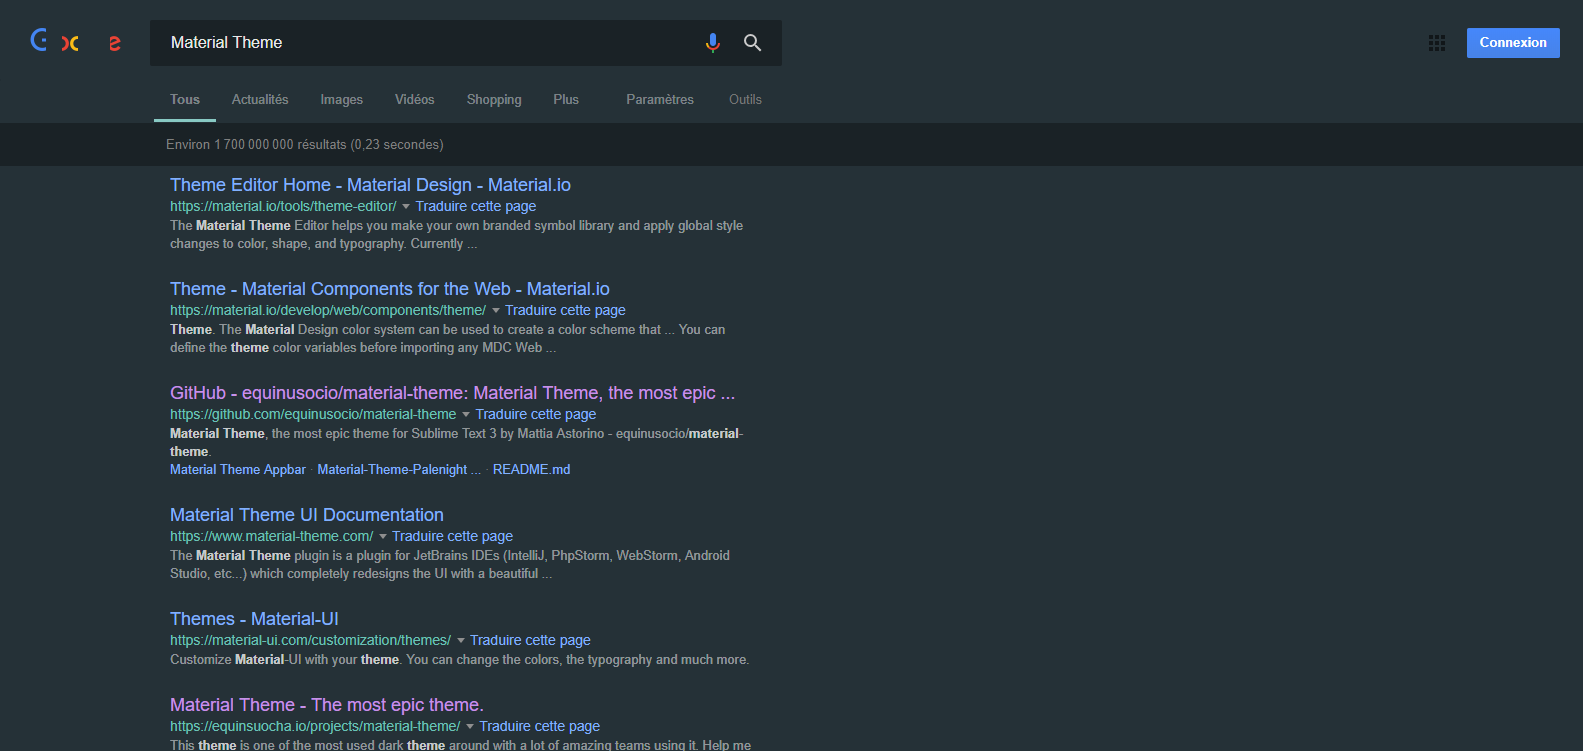 Material Theme
Connexion
Tous Actualités Images Vidéos Shopping Plus Paramètres Outils
Environ 1 700 000 000 résultats (0,23 secondes)
Theme Editor Home - Material Design - Material.io
https://material.io/tools/theme-editor/ Traduire cette page
The Material Theme Editor helps you make your own branded symbol library and apply global style
changes to color, shape, and typography. Currently ...
Theme - Material Components for the Web - Material.io
https://material.io/develop/web/components/theme/ Traduire cette page
Theme. The Material Design color system can be used to create a color scheme that ... You can
define the theme color variables before importing any MDC Web ...
GitHub - equinusocio/material-theme: Material Theme, the most epic ...
https://github.com/equinusocio/material-theme Traduire cette page
Material Theme, the most epic theme for Sublime Text 3 by Mattia Astorino - equinusocio/material-
theme.
Material Theme Appbar · Material-Theme-Palenight ... · README.md
Material Theme UI Documentation
https://www.material-theme.com/ Traduire cette page
The Material Theme plugin is a plugin for JetBrains IDEs (IntelliJ, PhpStorm, WebStorm, Android
Studio, etc...) which completely redesigns the UI with a beautiful ...
Themes - Material-UI
https://material-ui.com/customization/themes/ Traduire cette page
Customize Material-UI with your theme. You can change the colors, the typography and much more.
Material Theme - The most epic theme.
https://equinsuocha.io/projects/material-theme/ Traduire cette page
This theme is one of the most used dark theme around with a lot of amazing teams using it. Help me